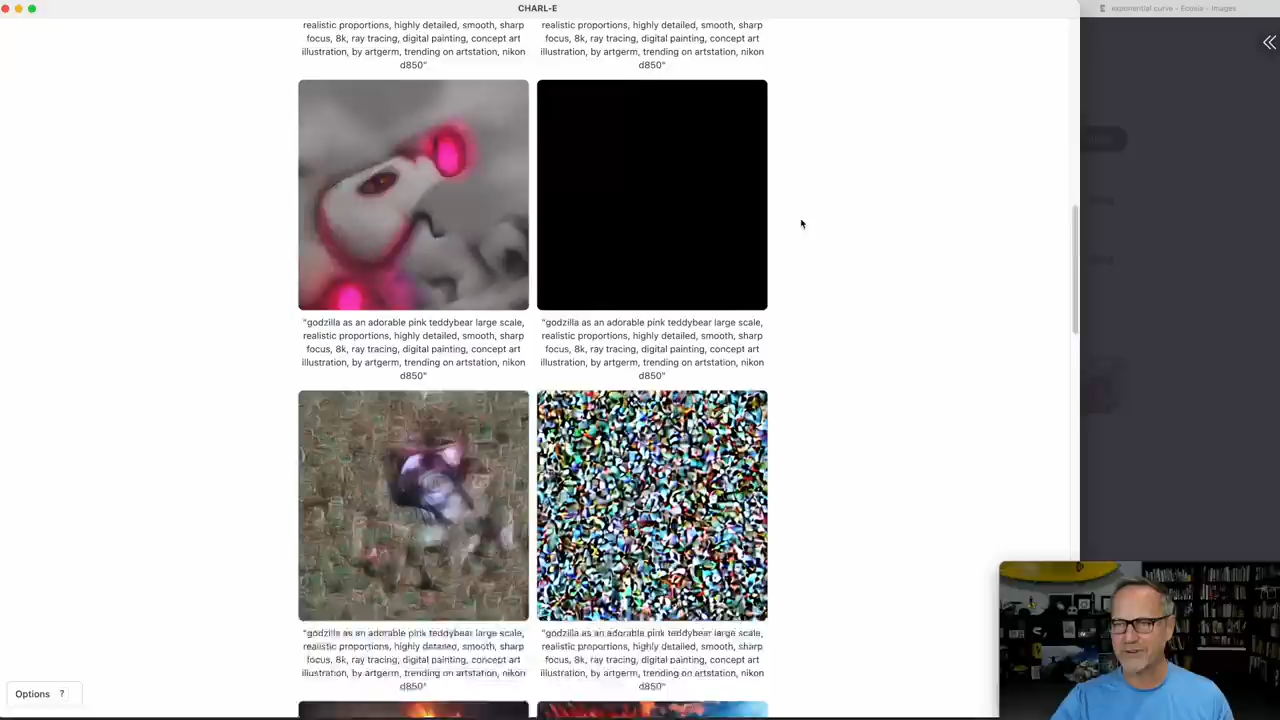 CHARL-E
exponential curve - Ecosia - Images
realistic proportions, highly detailed, smooth, sharp
focus, 8k, ray tracing, digital painting, concept art
illustration, by artgerm, trending on artstation, nikon
d850"
realistic proportions, highly detailed, smooth, sharp
focus, 8k, ray tracing, digital painting, concept art
illustration, by artgerm, trending on artstation, nikon
d850"
"godzilla as an adorable pink teddybear large scale,
realistic proportions, highly detailed, smooth, sharp
focus, 8k, ray tracing, digital painting, concept art
illustration, by artgerm, trending on artstation, nikon
d850"
"godzilla as an adorable pink teddybear large scale,
realistic proportions, highly detailed, smooth, sharp
focus, 8k, ray tracing, digital painting, concept art
illustration, by artgerm, trending on artstation, nikon
d850"
"godzilla as an adorable pink teddybear large scale,
realistic proportions, highly detailed, smooth, sharp
focus, 8k, ray tracing, digital painting, concept art
illustration, by artgerm, trending on artstation, nikon
d850"
"godzilla as an adorable pink teddybear large scale,
realistic proportions, highly detailed, smooth, sharp
focus, 8k, ray tracing, digital painting, concept art
illustration, by artgerm, trending on artstation, nikon
d850"
Options ?